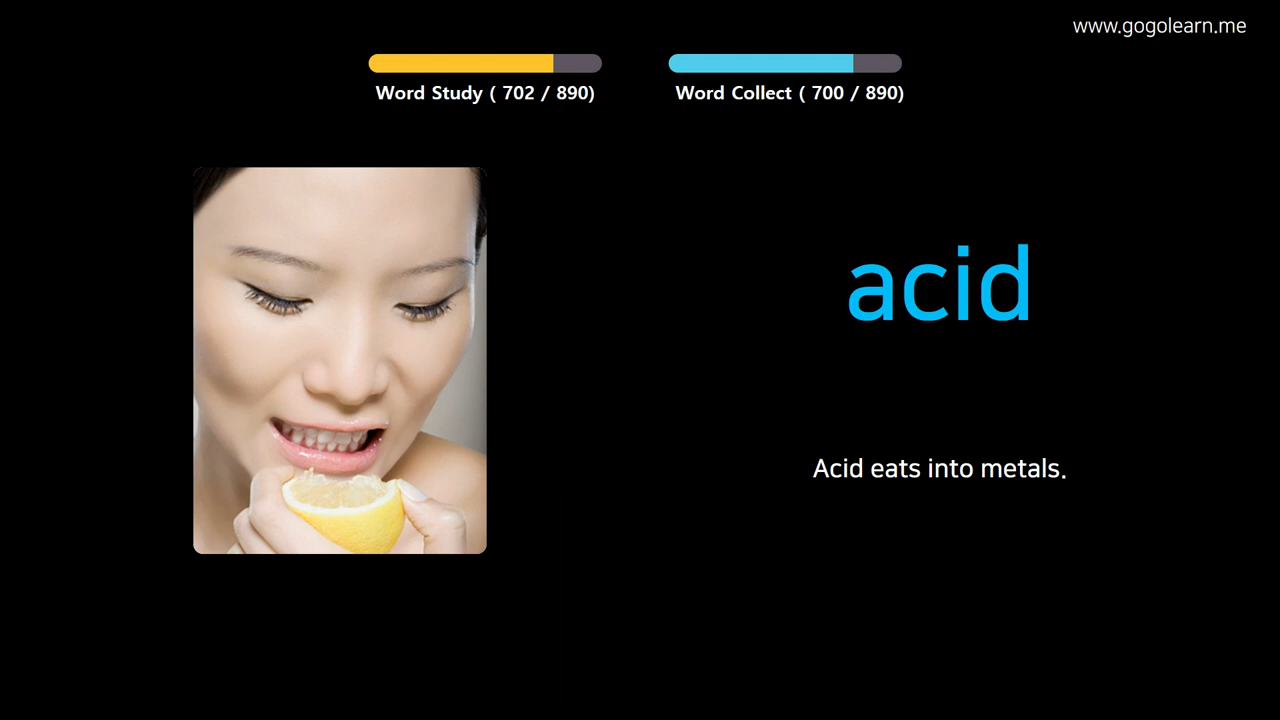 www.gogolearn.me
Word Study ( 702 / 890)
Word Collect ( 700 / 890)
acid
Acid eats into metals.